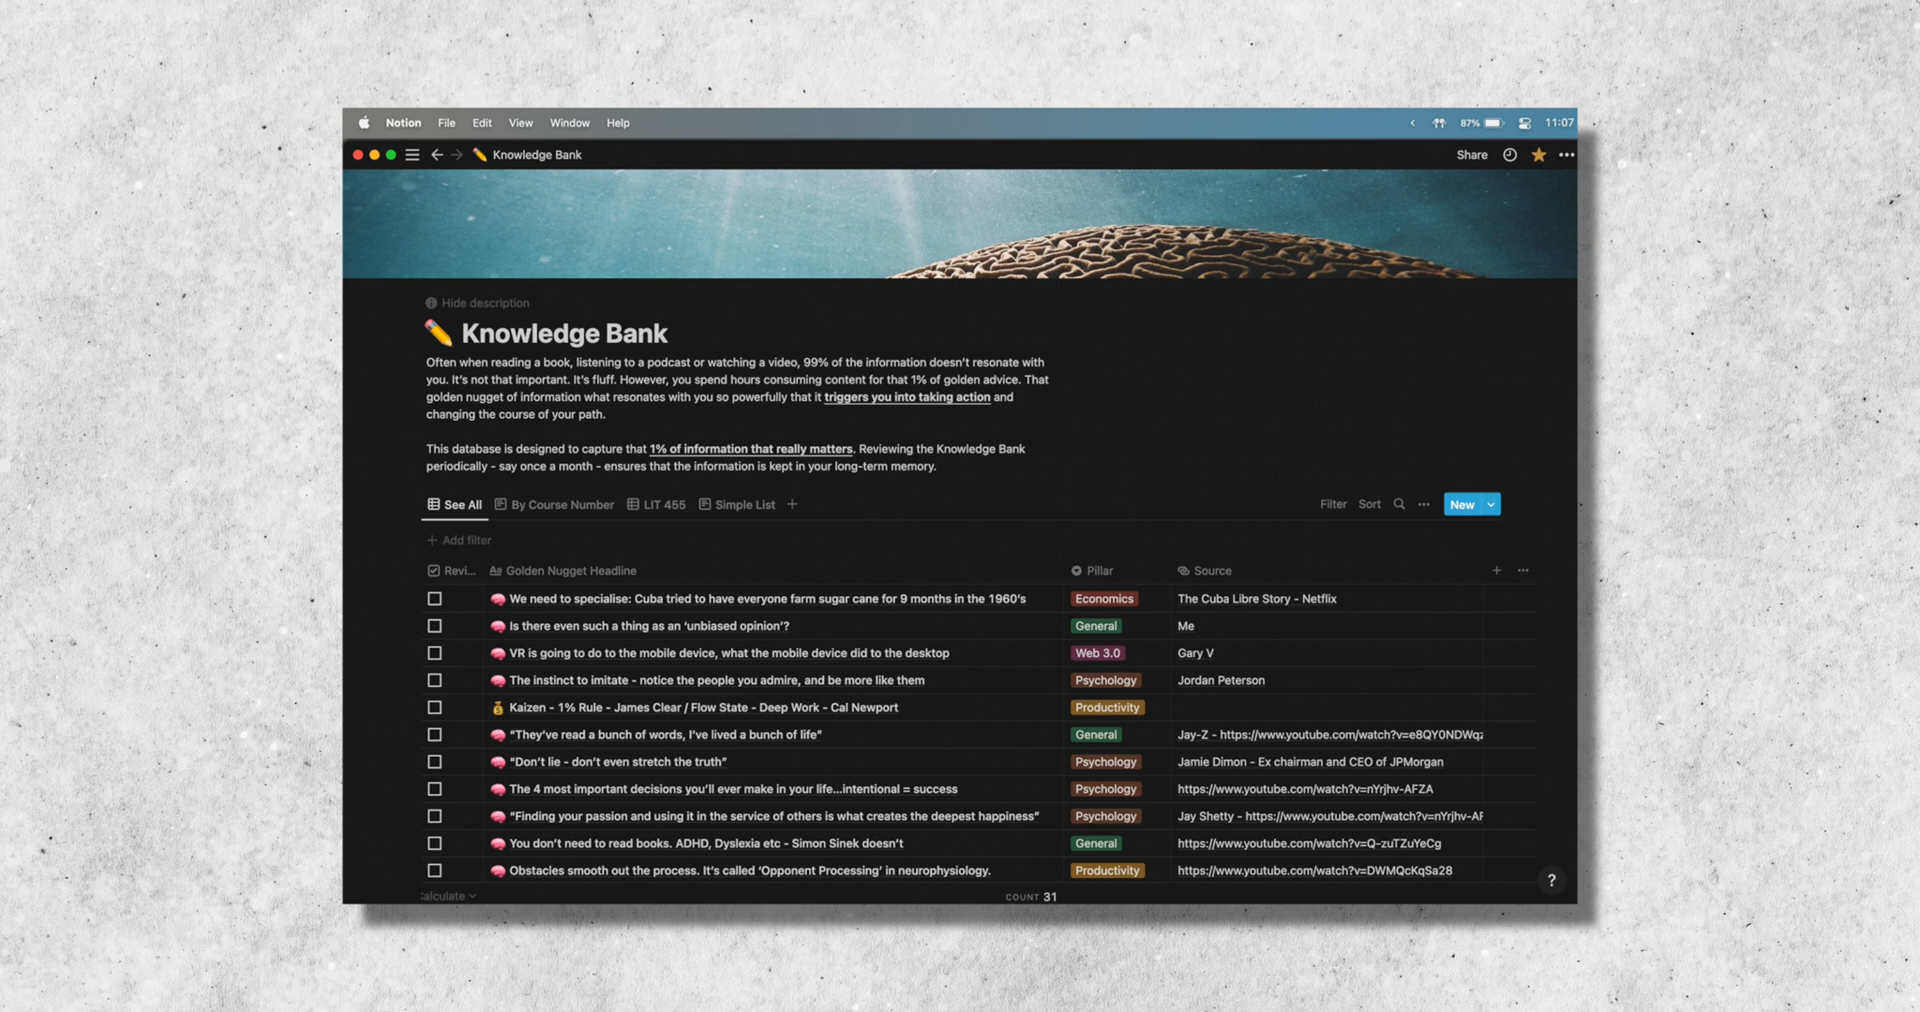 Notion File Edit View Window Help 87% 11:07
Knowledge Bank Share
Hide description
Knowledge Bank
Often when reading a book, listening to a podcast or watching a video, 99% of the information doesn't resonate with
you. It's not that important. It's fluff. However, you spend hours consuming content for that 1% of golden advice. That
golden nugget of information what resonates with you so powerfully that it triggers you into taking action and
changing the course of your path.
This database is designed to capture that 1% of information that really matters. Reviewing the Knowledge Bank
periodically - say once a month - ensures that the information is kept in your long-term memory.
See All By Course Number LIT 455 Simple List + Filter Sort New
+ Add filter
Revi... Aa Golden Nugget Headline Pillar Source
We need to specialise: Cuba tried to have everyone farm sugar cane for 9 months in the 1960's Economics The Cuba Libre Story - Netflix
Is there even such a thing as an 'unbiased opinion'? General Me
VR is going to do to the mobile device, what the mobile device did to the desktop Web 3.0 Gary V
The instinct to imitate - notice the people you admire, and be more like them Psychology Jordan Peterson
Kaizen - 1% Rule - James Clear / Flow State - Deep Work - Cal Newport Productivity
"They've read a bunch of words, I've lived a bunch of life" General Jay-Z - https://www.youtube.com/watch?v=e8QY0NDWqz
"Don't lie - don't even stretch the truth" Psychology Jamie Dimon - Ex chairman and CEO of JPMorgan
The 4 most important decisions you'll ever make in your life...intentional = success Psychology https://www.youtube.com/watch?v=nYrjhv-AFZA
"Finding your passion and using it in the service of others is what creates the deepest happiness" Psychology Jay Shetty - https://www.youtube.com/watch?v=nYrjhv-AF
You don't need to read books. ADHD, Dyslexia etc - Simon Sinek doesn't General https://www.youtube.com/watch?v=Q-zuTZuYeCg
Obstacles smooth out the process. It's called 'Opponent Processing' in neurophysiology. Productivity https://www.youtube.com/watch?v=DWMQcKqSa28
alculate COUNT 31 ?